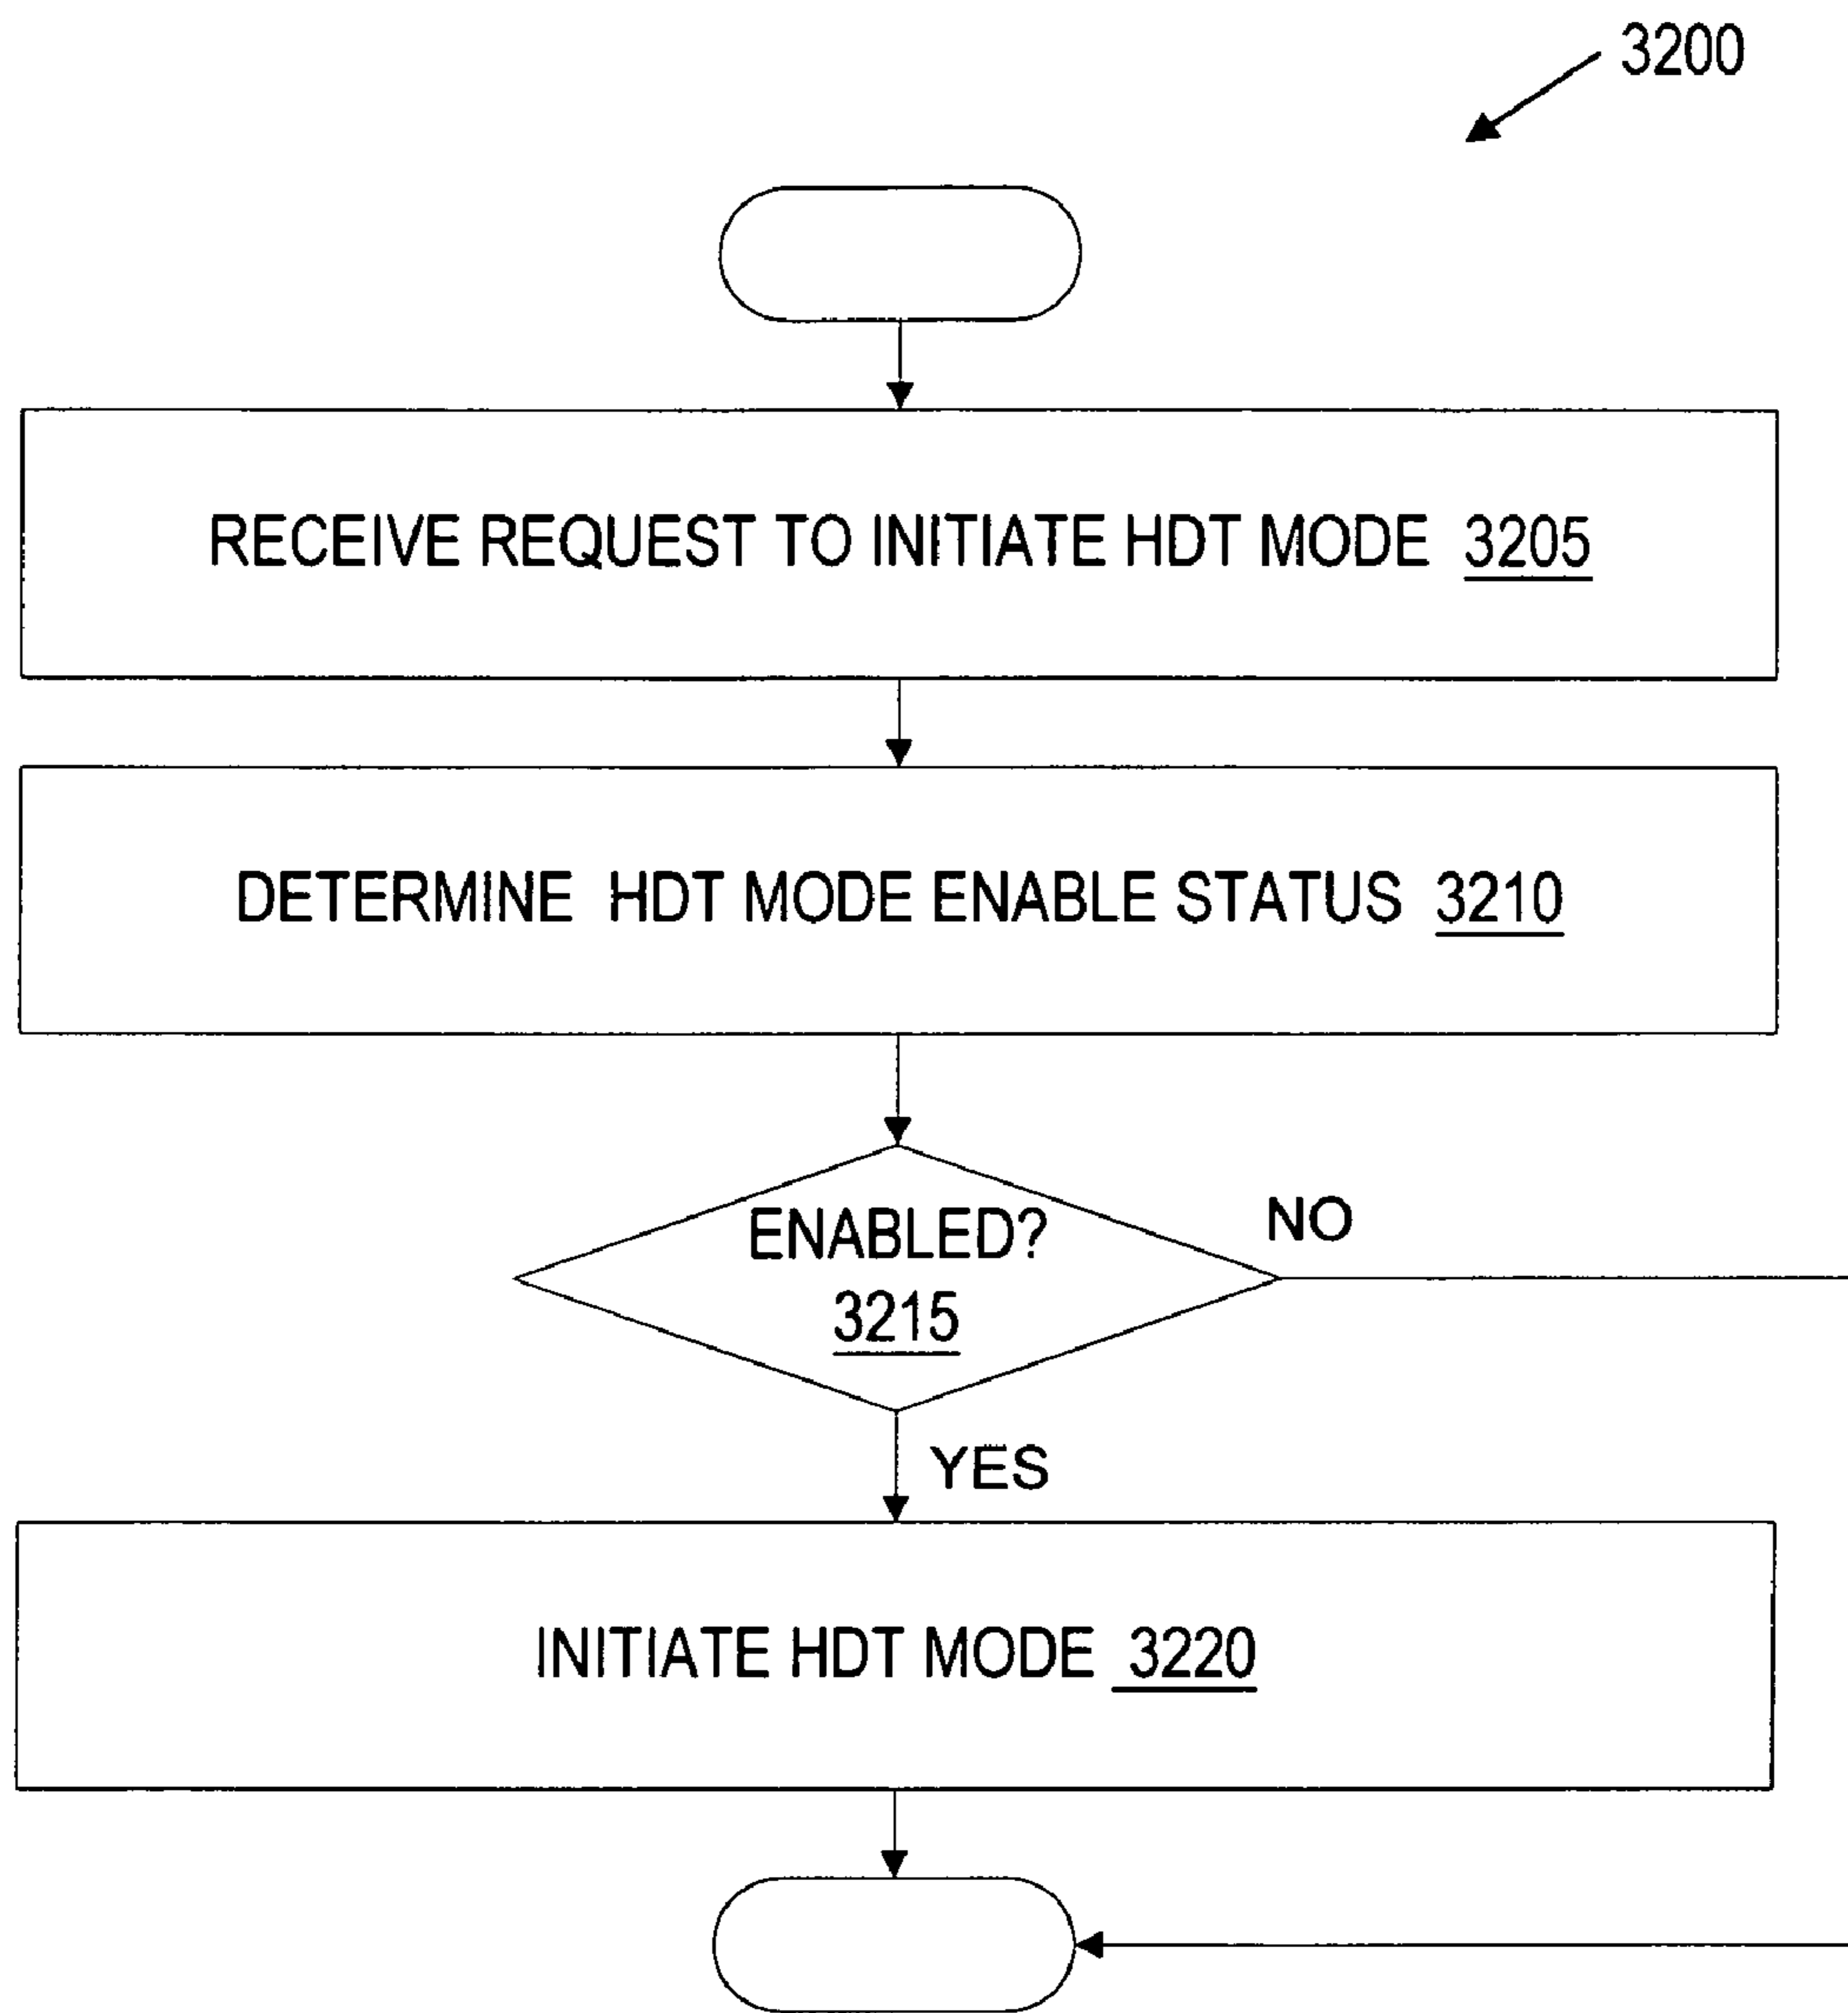 3200
RECEIVE REQUEST TO INITIATE HDT MODE 3205
DETERMINE HDT MODE ENABLE STATUS 3210
ENABLED?
NO
3215
YES
INITIATE HDT MODE 3220